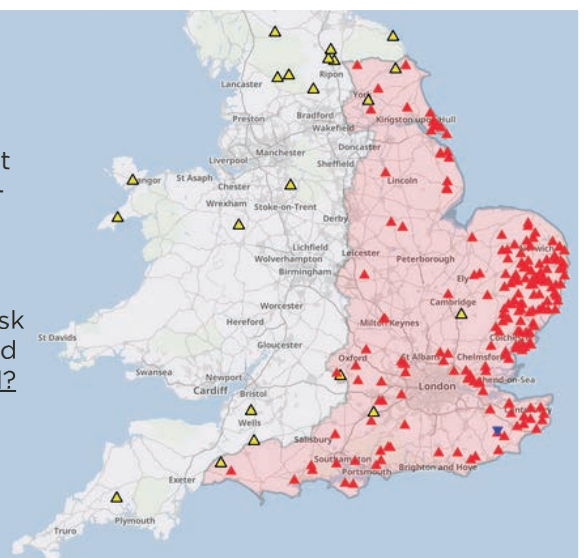 t
-
sk
d
l?
Lancaster
Ripon
York
Preston
Bradford
Wakefield
Kingston upon Hull
Doncaster
Manchester
Liverpool
Sheffield
Bangor
St Asaph
Chester
Lincoln
Wrexham
Stoke-on-Trent
Derby
Norwich
Lichfield
Leicester
Peterborough
Wolverhampton
Birmingham
Ely
Worcester
Cambridge
Hereford
Milton Keynes
St Davids
Gloucester
Colchester
Oxford
St Albans
Chelmsford
Swansea
Newport
London
Southend-on-Sea
Cardiff
Bristol
Wells
Canterbury
Salisbury
Southampton
Exeter
Portsmouth
Brighton and Hove
Plymouth
Truro